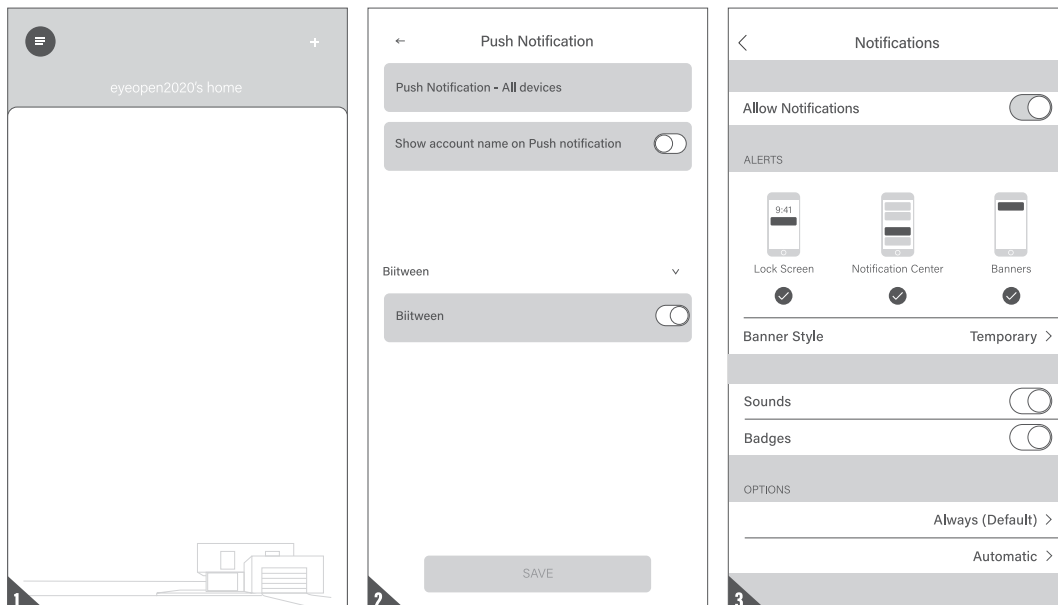 +
eyeopen2020's home
1
← Push Notification
Push Notification - All devices
Show account name on Push notification
Biitween
Biitween
SAVE
2
Notifications
Allow Notifications
ALERTS
9:41
Lock Screen Notification Center Banners
Banner Style Temporary >
Sounds
Badges
OPTIONS
Always (Default) >
Automatic >
3